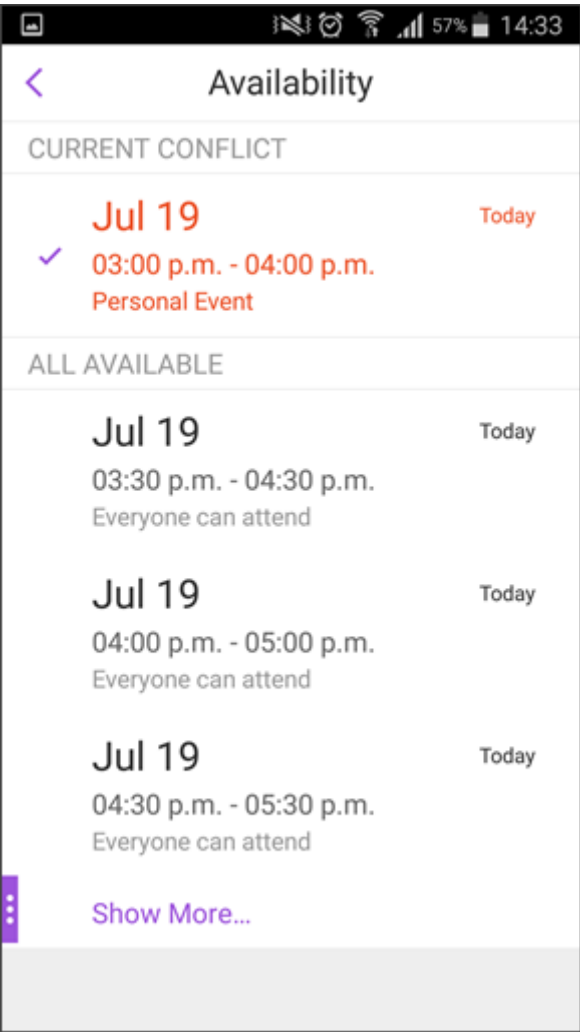 57% 14:33
Availability
CURRENT CONFLICT
Jul 19 Today
03:00 p.m. - 04:00 p.m.
Personal Event
ALL AVAILABLE
Jul 19 Today
03:30 p.m. - 04:30 p.m.
Everyone can attend
Jul 19 Today
04:00 p.m. - 05:00 p.m.
Everyone can attend
Jul 19 Today
04:30 p.m. - 05:30 p.m.
Everyone can attend
Show More...